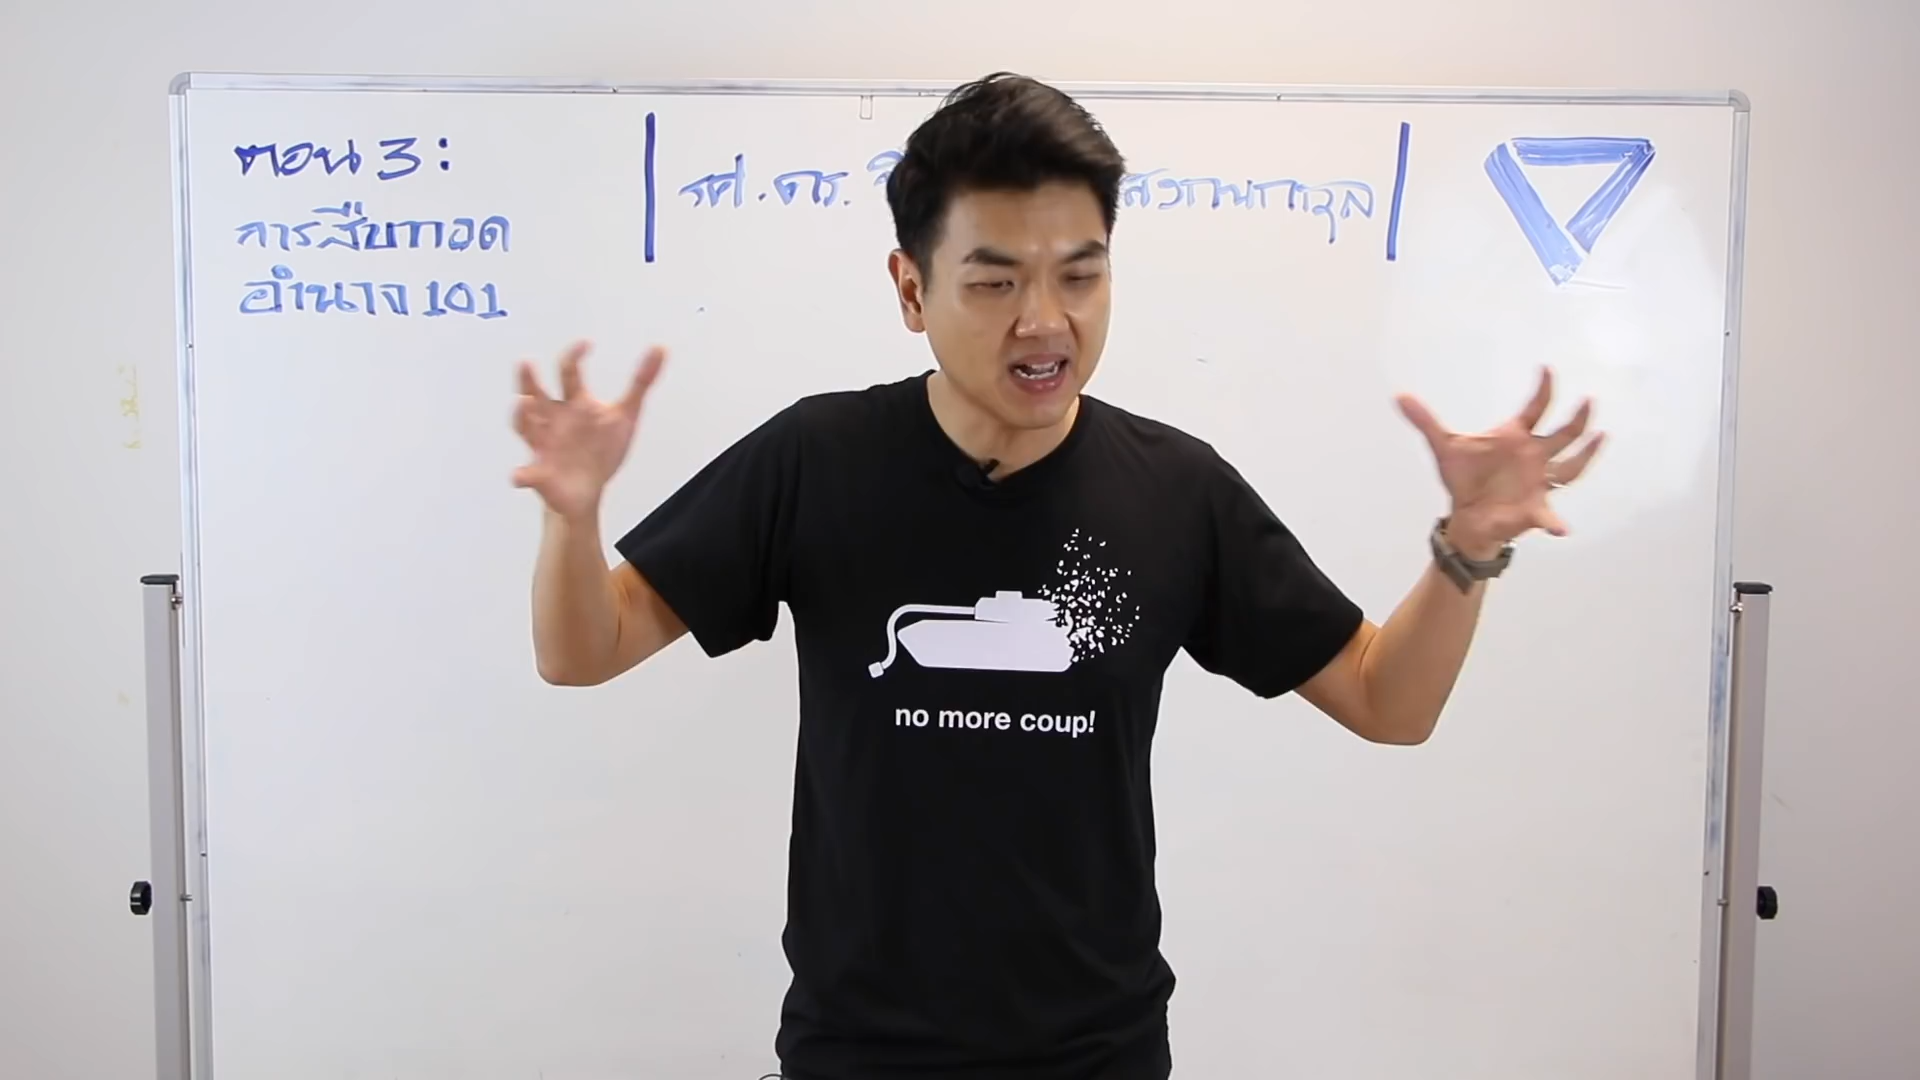 ตอน 3:
การสืบทอด
อำนาจ 101
รศ.ดร.
no more coup!